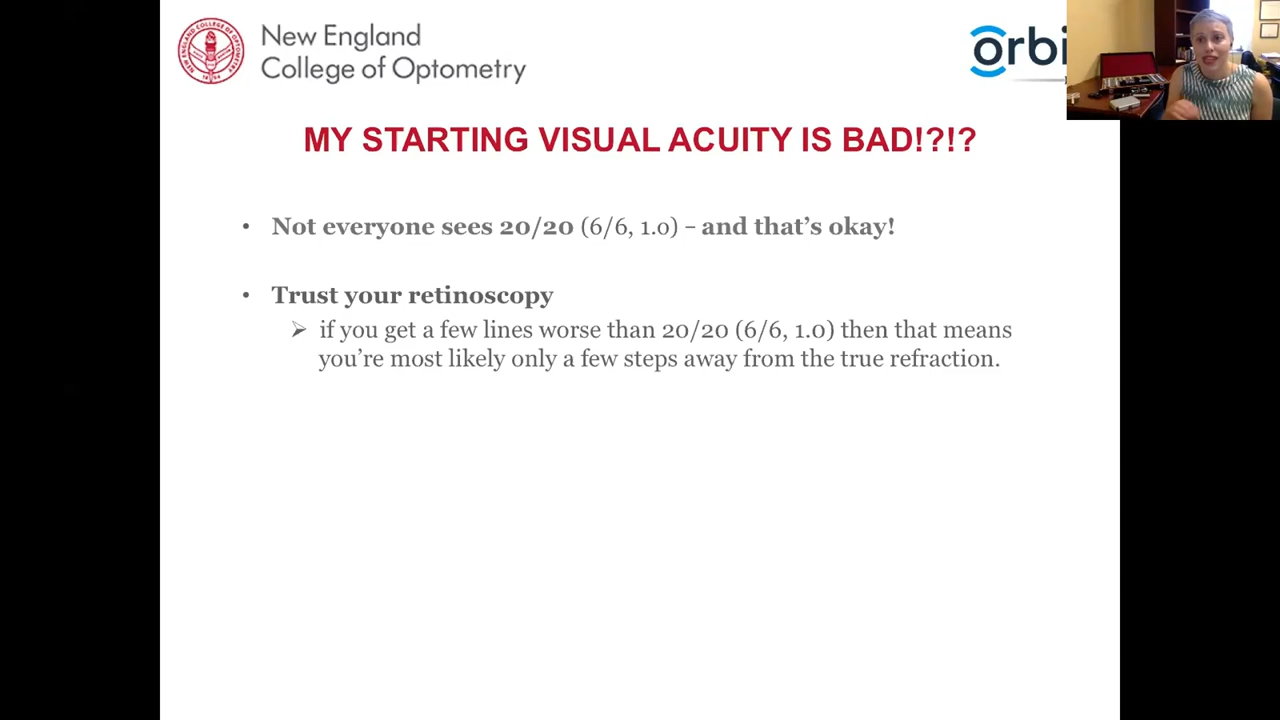 New England
College of Optometry
orbi
MY STARTING VISUAL ACUITY IS BAD!?!?
• Not everyone sees 20/20 (6/6, 1.0) – and that's okay!
• Trust your retinoscopy
➢ if you get a few lines worse than 20/20 (6/6, 1.0) then that means
you're most likely only a few steps away from the true refraction.